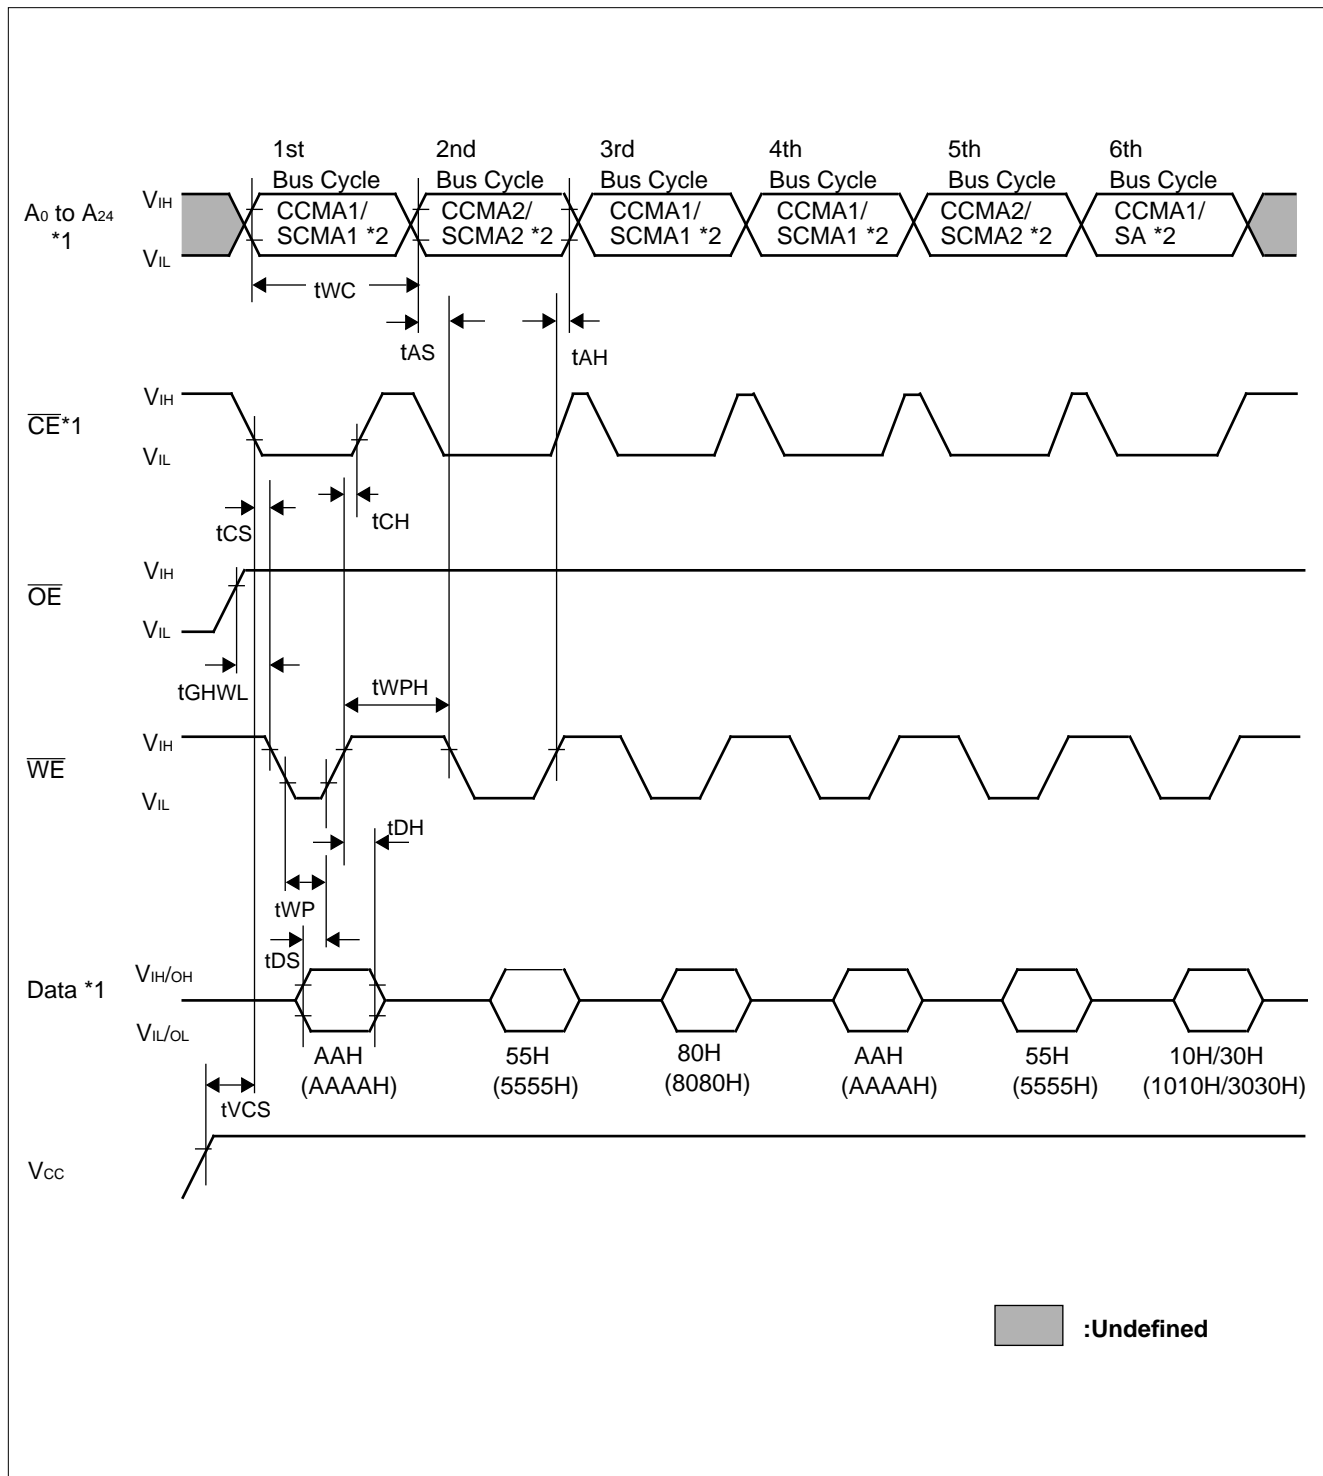 1st
Bus Cycle
2nd
Bus Cycle
3rd
Bus Cycle
4th
Bus Cycle
5th
Bus Cycle
6th
Bus Cycle
A0 to A24
*1
VIH
VIL
CCMA1/
SCMA1 *2
CCMA2/
SCMA2 *2
CCMA1/
SCMA1 *2
CCMA1/
SCMA1 *2
CCMA2/
SCMA2 *2
CCMA1/
SA *2
tWC
tAS
tAH
CE*1
VIH
VIL
tCS
tCH
OE
VIH
VIL
tGHWL
tWPH
WE
VIH
VIL
tDH
tWP
tDS
Data *1
VIH/OH
VIL/OL
AAH
(AAAAH)
55H
(5555H)
80H
(8080H)
AAH
(AAAAH)
55H
(5555H)
10H/30H
(1010H/3030H)
tVCS
VCC
:Undefined